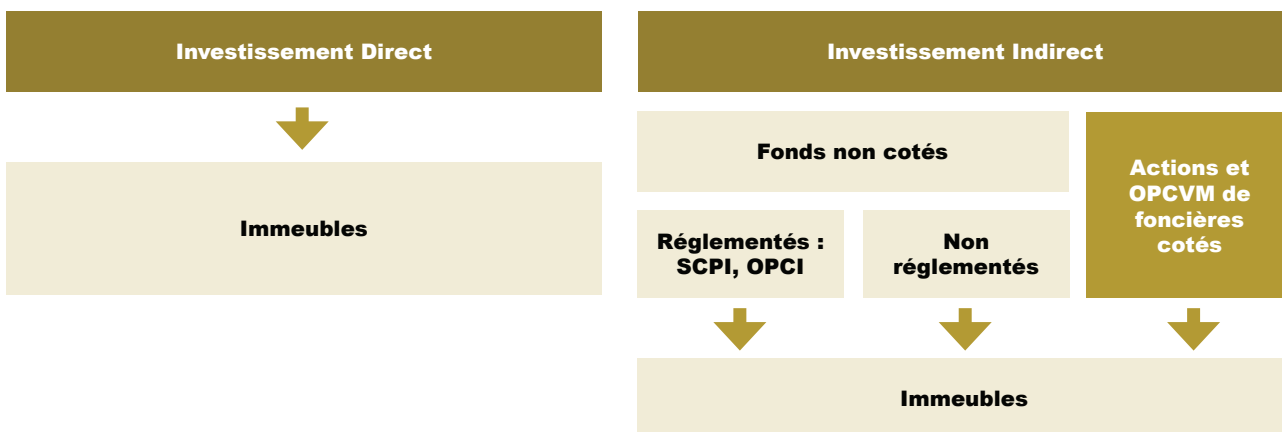 Investissement Direct
Immeubles
Investissement Indirect
Fonds non cotés
Réglementés :
SCPI, OPCI
Non
réglementés
Actions et
OPCVM de
foncières
cotés
Immeubles